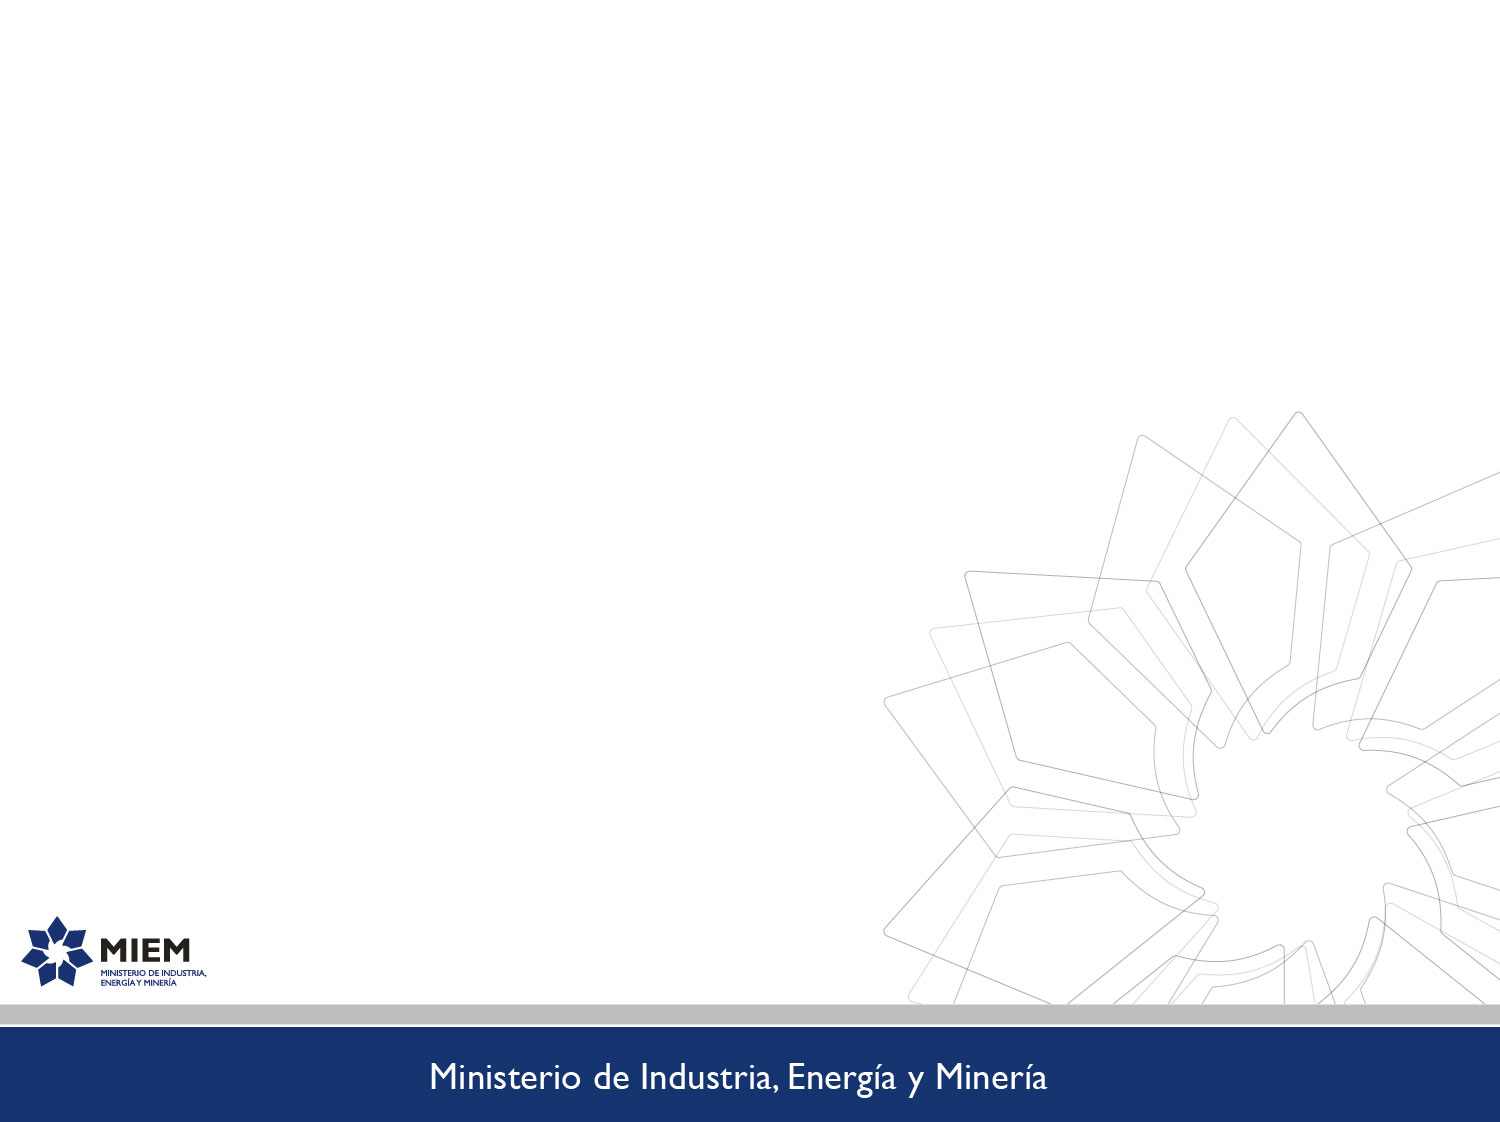 MIEM
MINISTERIO DE INDUSTRIA,
ENERGÍA Y MINERÍA
Ministerio de Industria, Energía y Minería